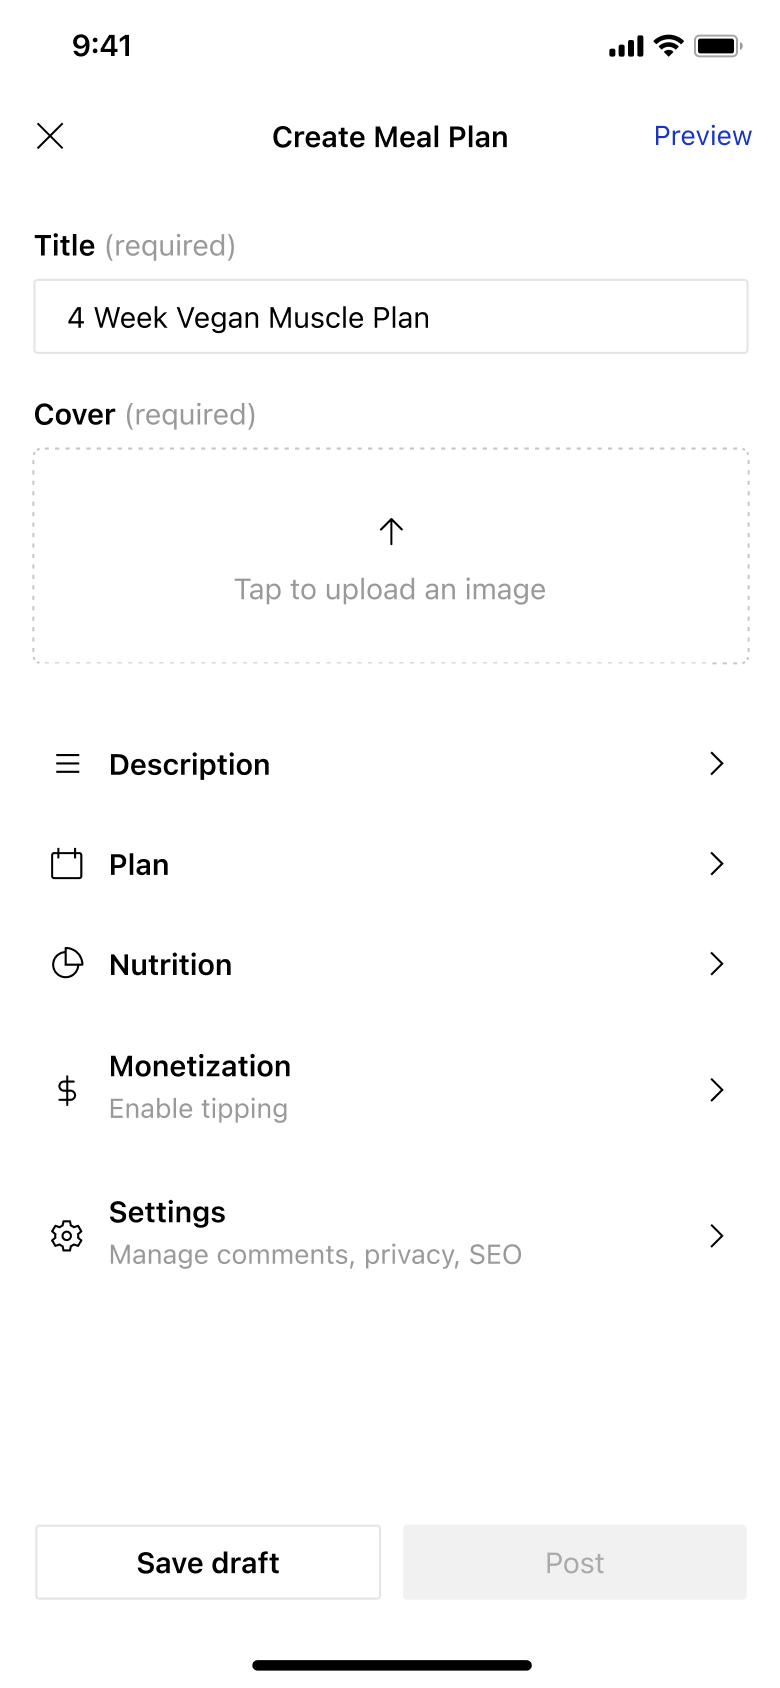 9:41
Create Meal Plan
Preview
Title (required)
4 Week Vegan Muscle Plan
Cover (required)
Tap to upload an image
Description
Plan
Nutrition
$
Monetization
Enable tipping
Settings
Manage comments, privacy, SEO
Save draft
Post